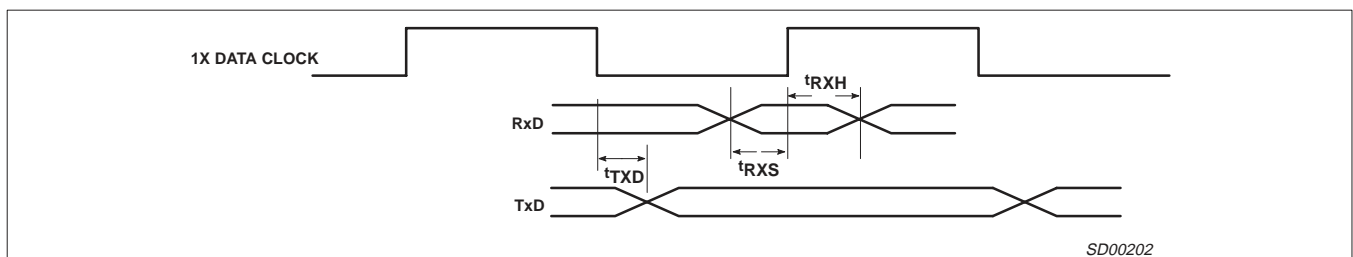 1X DATA CLOCK
tRXH
RxD
tRXS
tTXD
TxD
SD00202